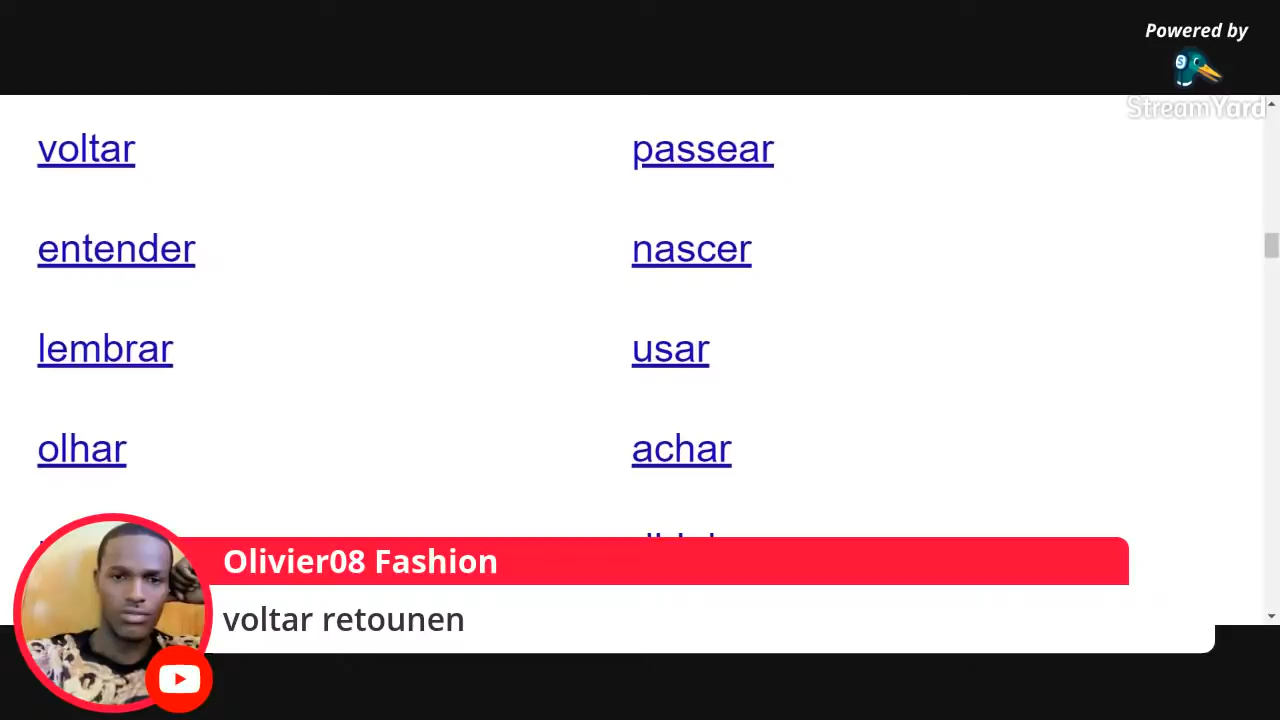 Powered by
StreamYard
voltar
passear
entender
nascer
lembrar
usar
olhar
achar
Olivier08 Fashion
voltar retounen